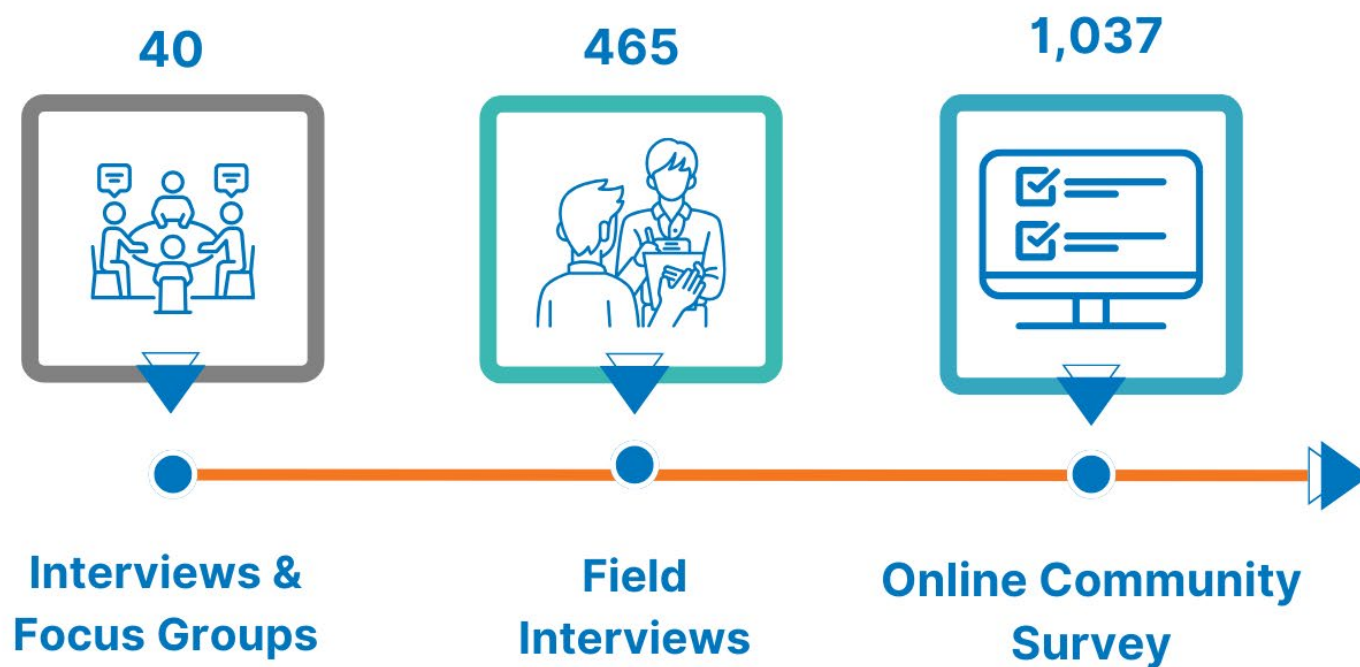 40
465
1,037
Interviews &
Focus Groups
Field
Interviews
Online Community
Survey